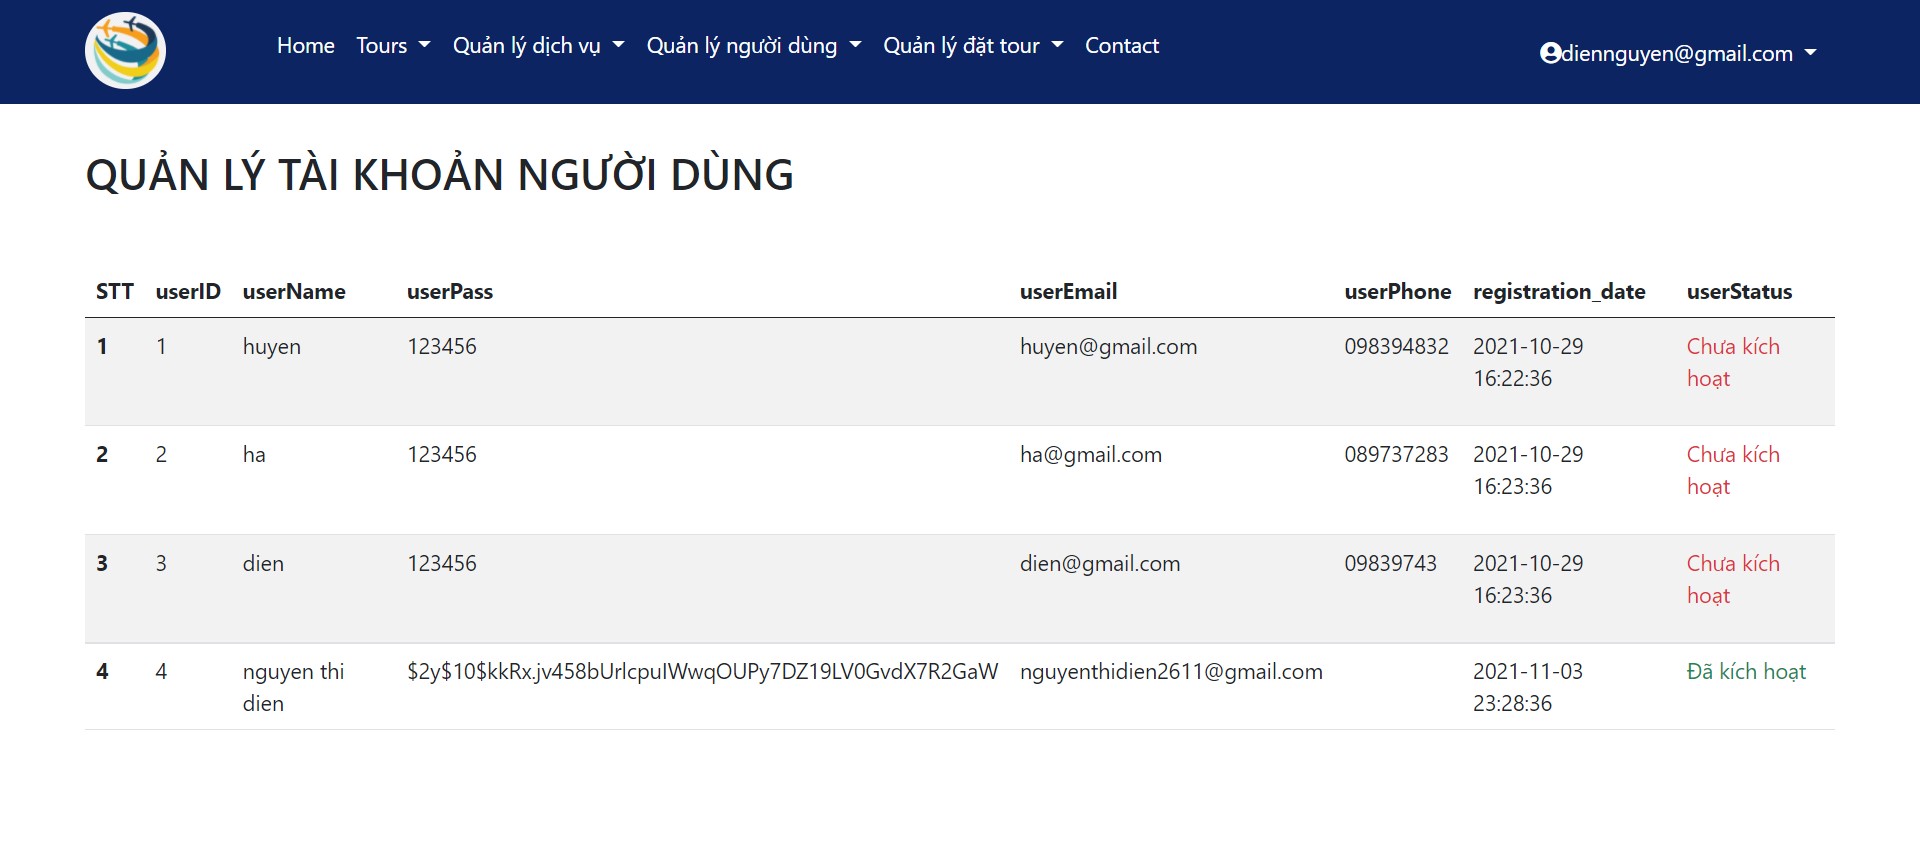 Home Tours Quản lý dịch vụ Quản lý người dùng Quản lý đặt tour Contact diennguyen@gmail.com
QUẢN LÝ TÀI KHOẢN NGƯỜI DÙNG
STT userID userName userPass userEmail userPhone registration_date userStatus
1 1 huyen 123456 huyen@gmail.com 098394832 2021-10-29 Chưa kích
16:22:36 hoạt
2 2 ha 123456 ha@gmail.com 089737283 2021-10-29 Chưa kích
16:23:36 hoạt
3 3 dien 123456 dien@gmail.com 09839743 2021-10-29 Chưa kích
16:23:36 hoạt
4 4 nguyen thi $2y$10$kkRx.jv458bUrlcpuIWwqOUPy7DZ19LV0GvdX7R2GaW nguyenthidien2611@gmail.com 2021-11-03 Đã kích hoạt
dien 23:28:36